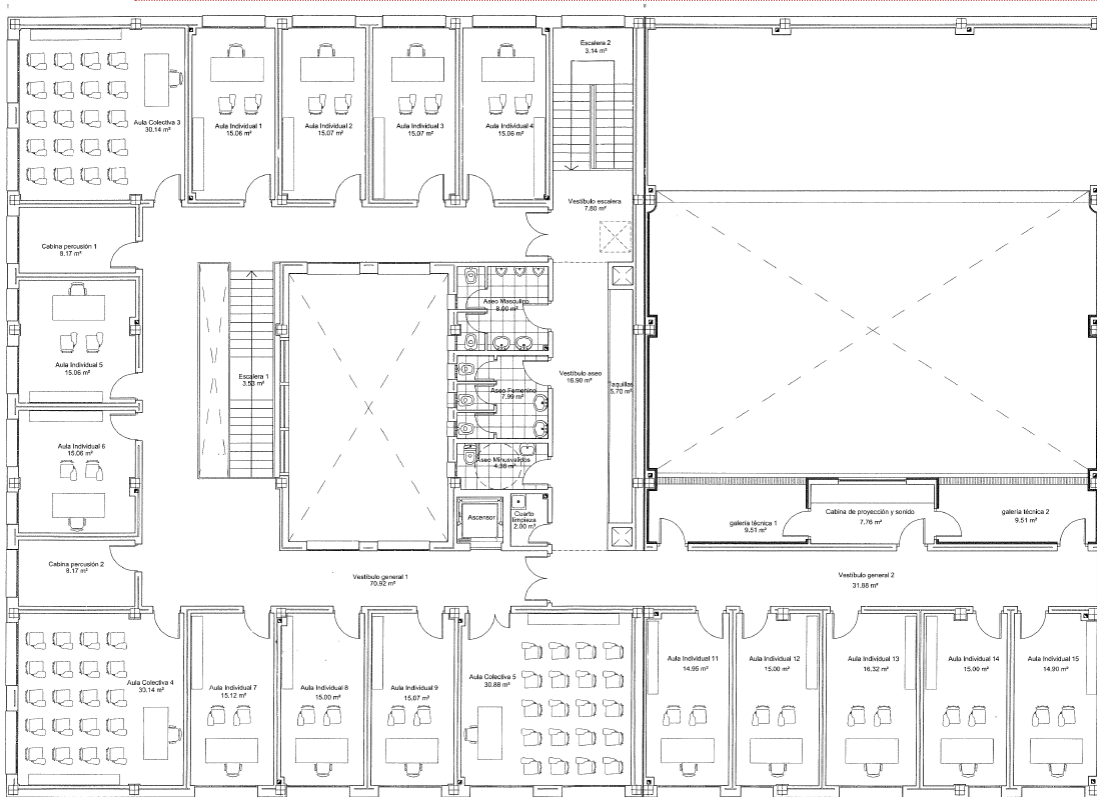 Escalera 2
3.14 m²
Aula Colectiva 3
30.14 m²
Aula Individual 1
15.06 m²
Aula Individual 2
15.07 m²
Aula Individual 3
15.07 m²
Aula Individual 4
15.06 m²
Vestíbulo escalera
7.80 m²
Cabina percusión 1
8.17 m²
Aseo Masculino
8.00 m²
Aula Individual 5
15.06 m²
Escalera 1
3.53 m²
Vestíbulo aseo
16.90 m²
Taquillas
5.70 m²
Aseo Femenino
7.99 m²
Aula Individual 6
15.06 m²
Aseo Minusválidos
4.36 m²
Ascensor
Cuarto
limpieza
2.80 m²
galería técnica 1
9.51 m²
Cabina de proyección y sonido
7.76 m²
galería técnica 2
9.51 m²
Cabina percusión 2
8.17 m²
Vestíbulo general 1
70.92 m²
Vestíbulo general 2
31.88 m²
Aula Colectiva 4
30.14 m²
Aula Individual 7
15.12 m²
Aula Individual 8
15.00 m²
Aula Individual 9
15.07 m²
Aula Colectiva 5
30.88 m²
Aula Individual 11
14.95 m²
Aula Individual 12
15.00 m²
Aula Individual 13
16.32 m²
Aula Individual 14
15.00 m²
Aula Individual 15
14.90 m²